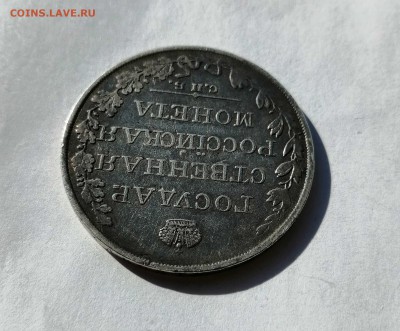 COINS.LAVE.RU
ГОСУДАР
СТВЕННАЯ
РОССІЙСКАЯ
МОНЕТА
С.П.Б.